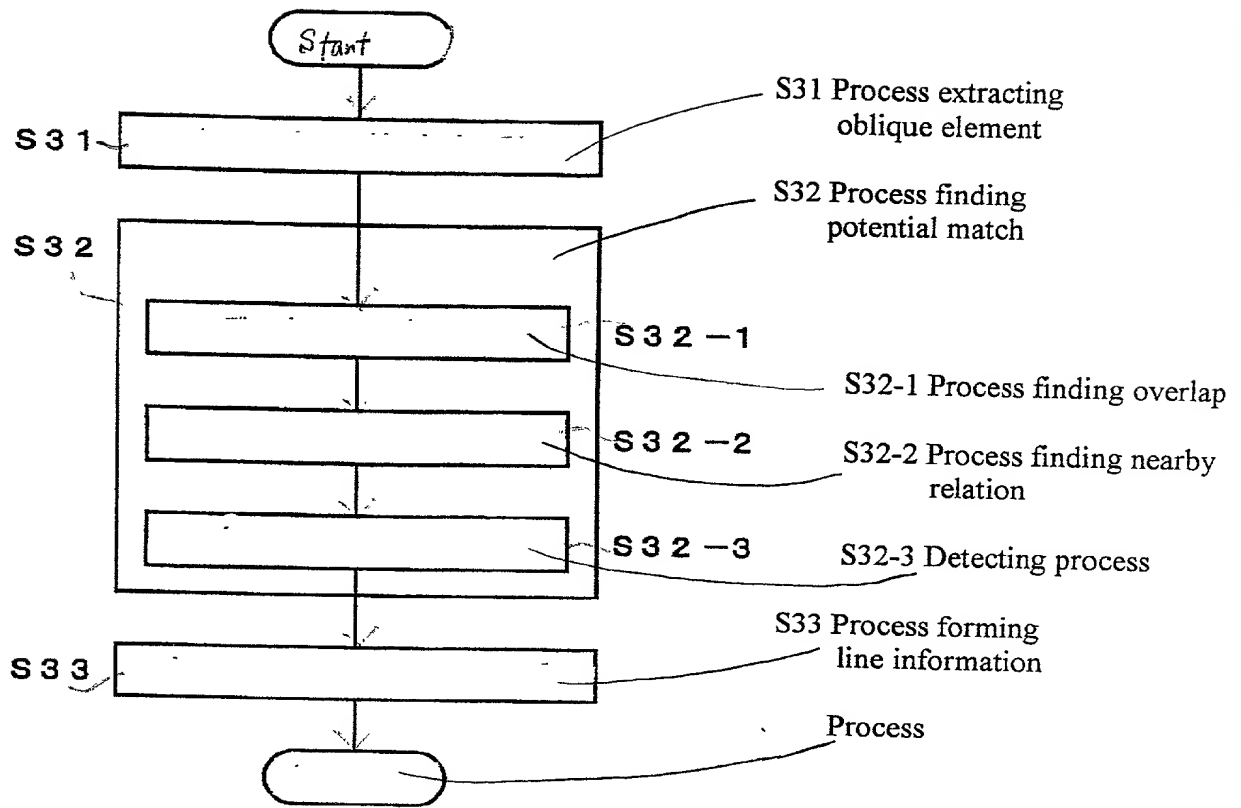 Start
S31 Process extracting
oblique element
S31
S32 Process finding
potential match
S32
S32-1
S32-1 Process finding overlap
S32-2
S32-2 Process finding nearby
relation
S32-3
S32-3 Detecting process
S33 Process forming
line information
S33
Process